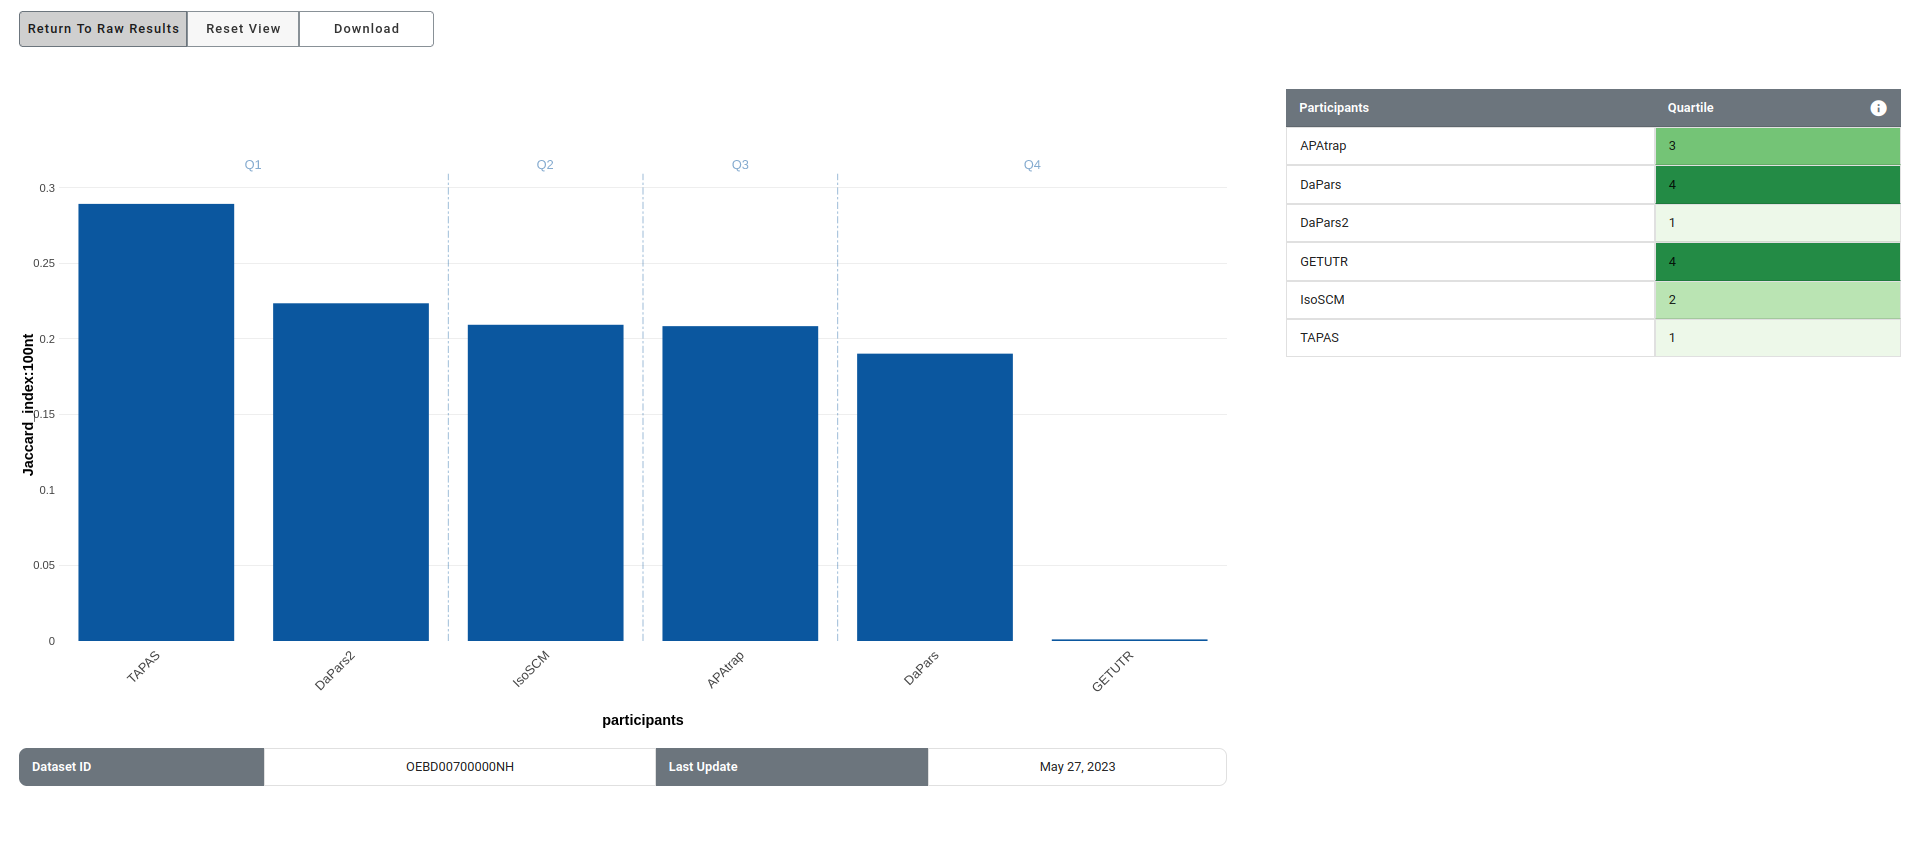 Return To Raw Results Reset View Download
Q1 Q2 Q3 Q4
0.3
0.25
0.2
0.15
0.1
0.05
0
Jaccard_index:100nt
TAPAS DaPars2 IsoSCM APAtrap DaPars GETUTR
participants
Dataset ID OEBD00700000NH Last Update May 27, 2023
Participants Quartile
APAtrap 3
DaPars 4
DaPars2 1
GETUTR 4
IsoSCM 2
TAPAS 1